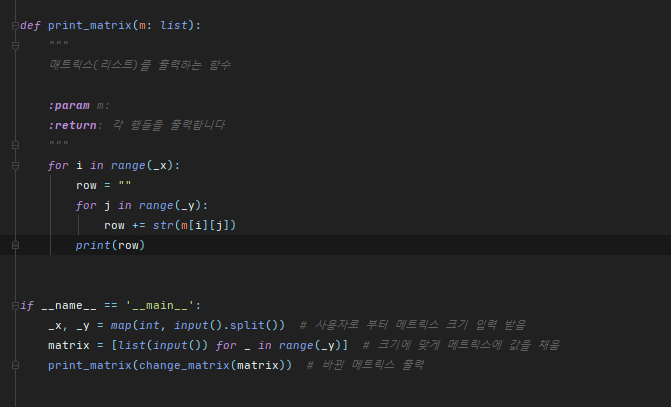 def print_matrix(m: list):
    """
    매트릭스(리스트)를 출력하는 함수
    :param m:
    :return: 각 행들을 출력합니다
    """
    for i in range(_x):
        row = ""
        for j in range(_y):
            row += str(m[i][j])
        print(row)
if __name__ == '__main__':
    _x, _y = map(int, input().split())  # 사용자로 부터 메트릭스 크기 입력 받음
    matrix = [list(input()) for _ in range(_y)]  # 크기에 맞게 메트릭스에 값들 채움
    print_matrix(change_matrix(matrix))  # 바뀐 메트릭스 출력